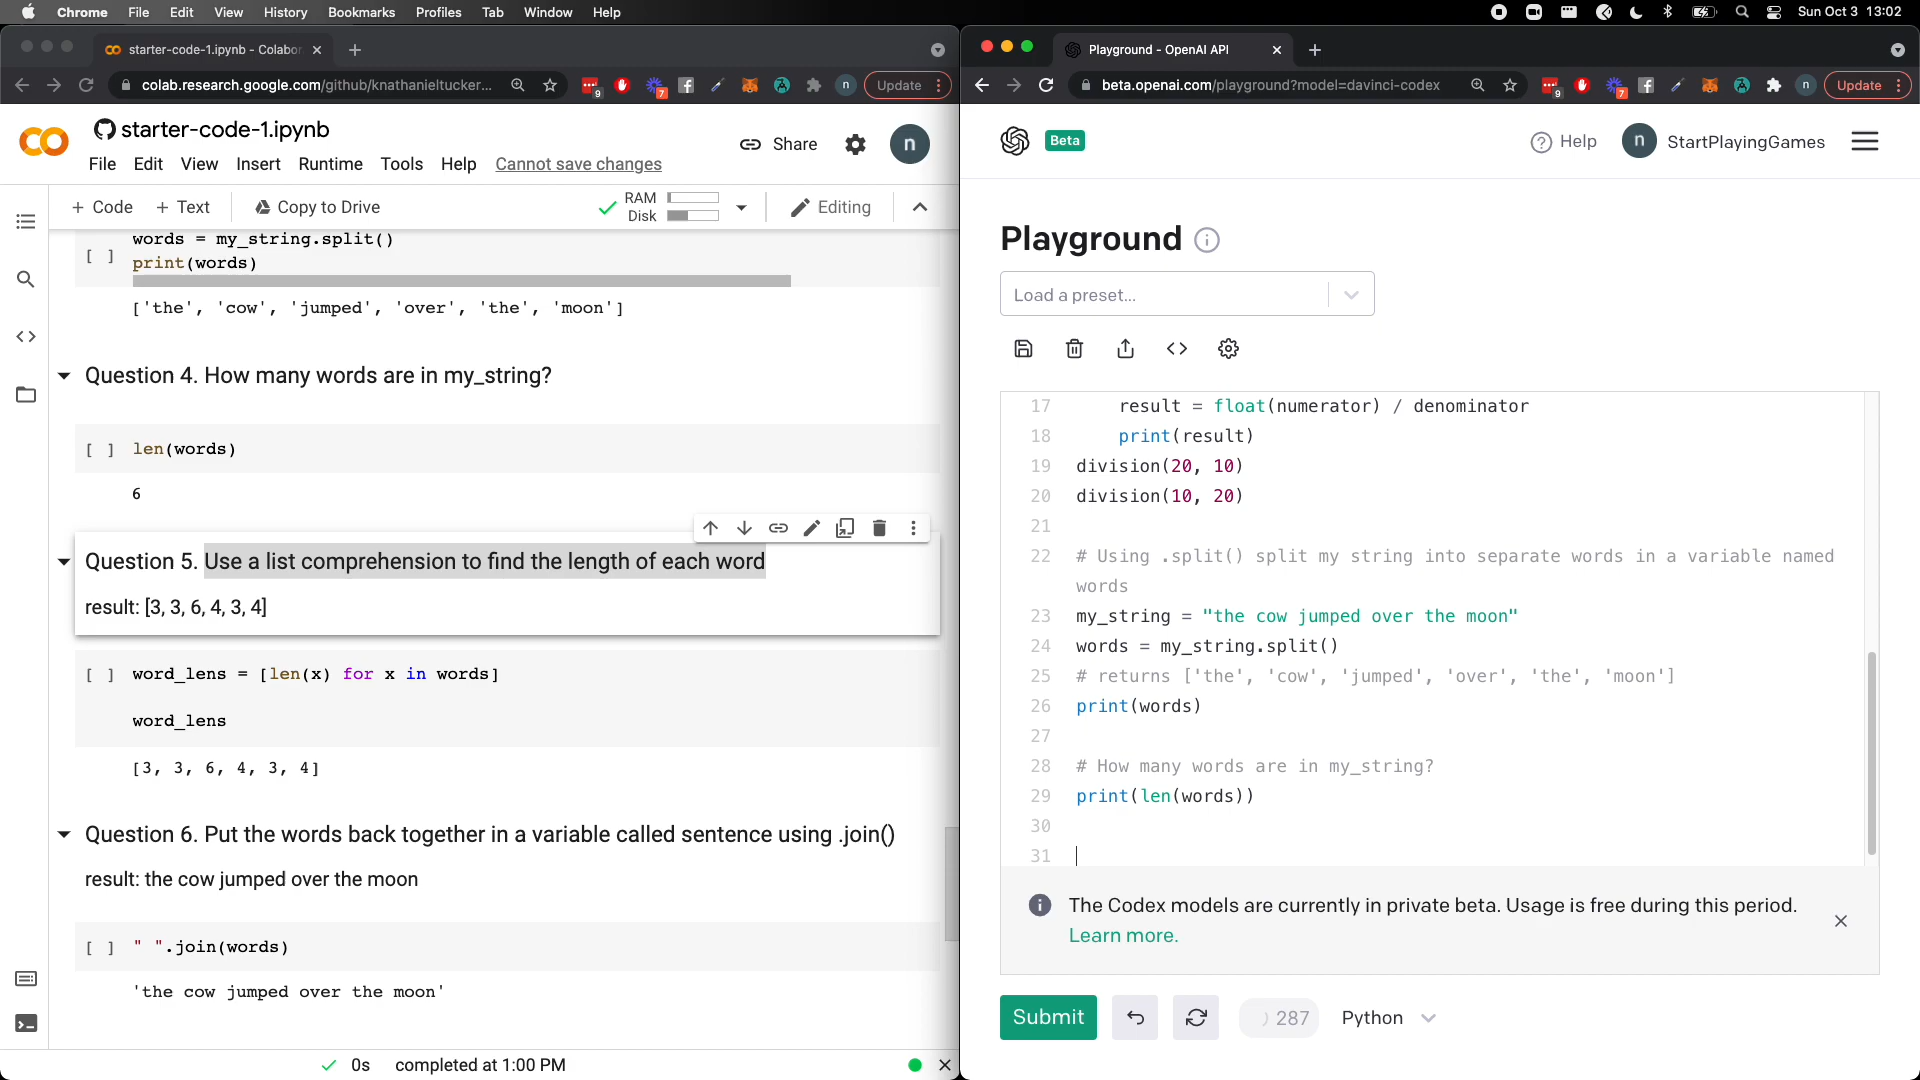 Chrome File Edit View History Bookmarks Profiles Tab Window Help Sun Oct 3 13:02
starter-code-1.ipynb - Colabor
colab.research.google.com/github/knathanieltucker... 9 7 n Update
starter-code-1.ipynb
Share n
File Edit View Insert Runtime Tools Help Cannot save changes
+ Code + Text Copy to Drive RAM Disk Editing
words = my_string.split()
[ ] print(words)
['the', 'cow', 'jumped', 'over', 'the', 'moon']
Question 4. How many words are in my_string?
[ ] len(words)
6
Question 5. Use a list comprehension to find the length of each word
result: [3, 3, 6, 4, 3, 4]
[ ] word_lens = [len(x) for x in words]
word_lens
[3, 3, 6, 4, 3, 4]
Question 6. Put the words back together in a variable called sentence using .join()
result: the cow jumped over the moon
[ ] " ".join(words)
'the cow jumped over the moon'
0s completed at 1:00 PM
Playground - OpenAI API
beta.openai.com/playground?model=davinci-codex 9 7 n Update
Beta Help n StartPlayingGames
Playground
Load a preset...
17 result = float(numerator) / denominator
18 print(result)
19 division(20, 10)
20 division(10, 20)
21
22 # Using .split() split my string into separate words in a variable named
words
23 my_string = "the cow jumped over the moon"
24 words = my_string.split()
25 # returns ['the', 'cow', 'jumped', 'over', 'the', 'moon']
26 print(words)
27
28 # How many words are in my_string?
29 print(len(words))
30
31
The Codex models are currently in private beta. Usage is free during this period.
Learn more.
Submit 287 Python